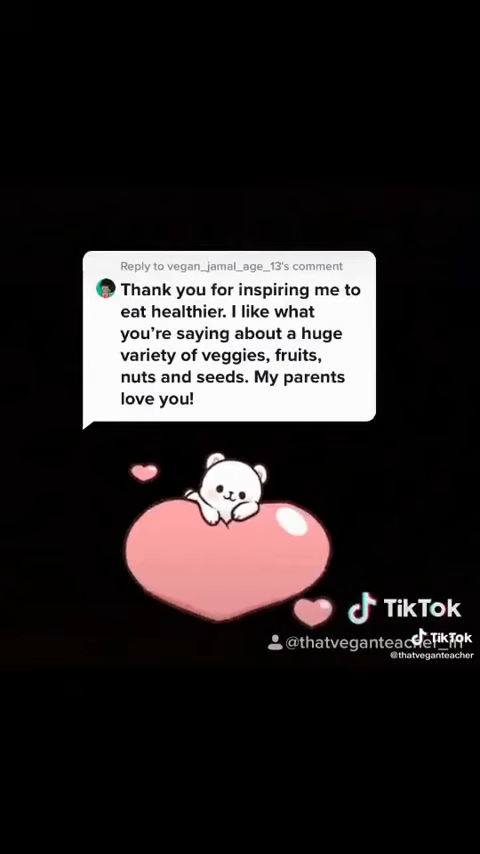 Reply to vegan_jamal_age_13's comment
Thank you for inspiring me to
eat healthier. I like what
you're saying about a huge
variety of veggies, fruits,
nuts and seeds. My parents
love you!
TikTok
TikTok
@thatveganteacher